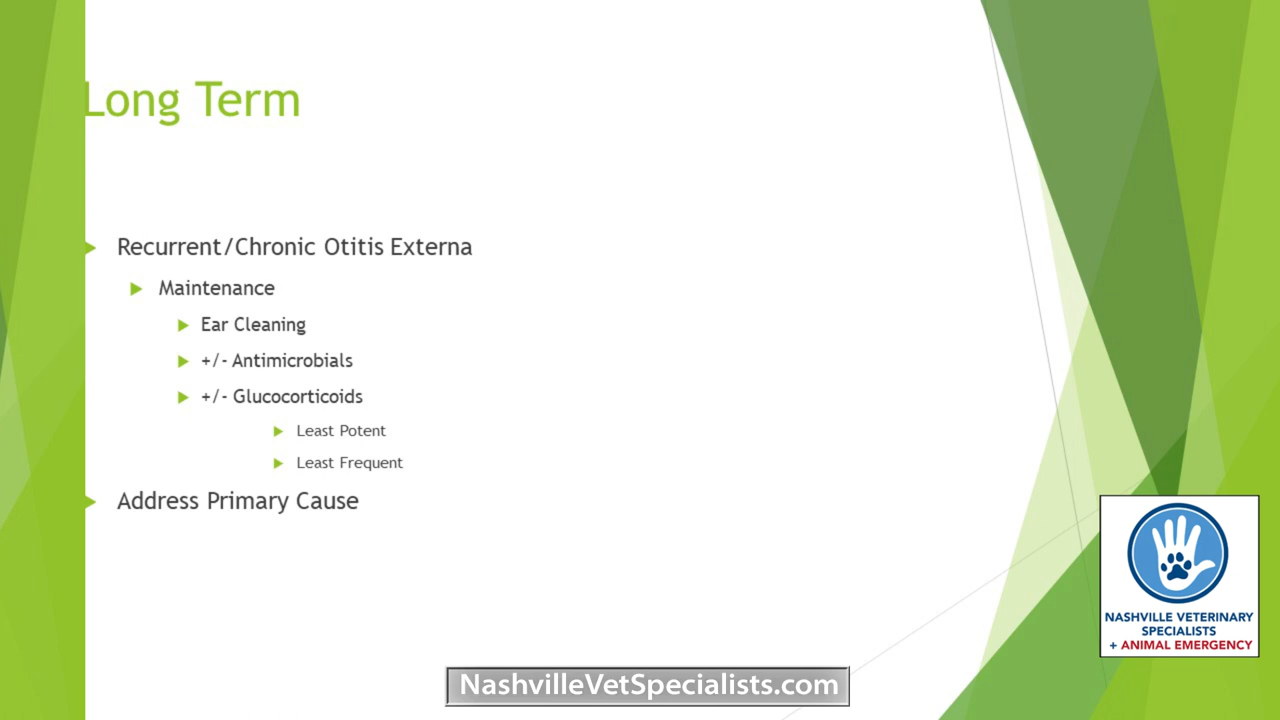 Long Term
Recurrent/Chronic Otitis Externa
Maintenance
Ear Cleaning
+/- Antimicrobials
+/- Glucocorticoids
Least Potent
Least Frequent
Address Primary Cause
NASHVILLE VETERINARY
SPECIALISTS
+ ANIMAL EMERGENCY
NashvilleVetSpecialists.com